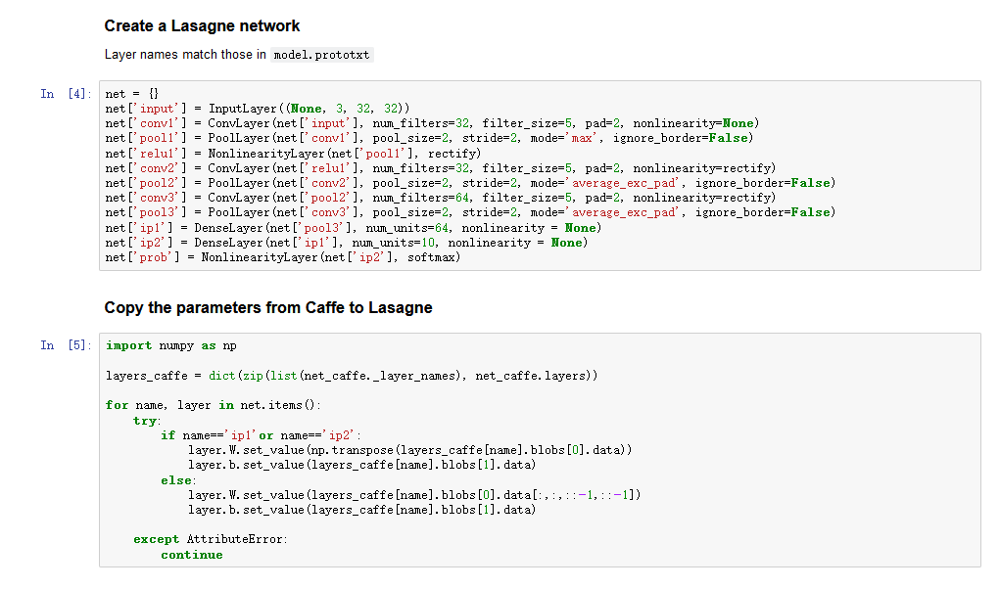 Create a Lasagne network
Layer names match those in model.prototxt
In [4]:
net = {}
net['input'] = InputLayer((None, 3, 32, 32))
net['conv1'] = ConvLayer(net['input'], num_filters=32, filter_size=5, pad=2, nonlinearity=None)
net['pool1'] = PoolLayer(net['conv1'], pool_size=2, stride=2, mode='max', ignore_border=False)
net['relu1'] = NonlinearityLayer(net['pool1'], rectify)
net['conv2'] = ConvLayer(net['relu1'], num_filters=32, filter_size=5, pad=2, nonlinearity=rectify)
net['pool2'] = PoolLayer(net['conv2'], pool_size=2, stride=2, mode='average_exc_pad', ignore_border=False)
net['conv3'] = ConvLayer(net['pool2'], num_filters=64, filter_size=5, pad=2, nonlinearity=rectify)
net['pool3'] = PoolLayer(net['conv3'], pool_size=2, stride=2, mode='average_exc_pad', ignore_border=False)
net['ip1'] = DenseLayer(net['pool3'], num_units=64, nonlinearity = None)
net['ip2'] = DenseLayer(net['ip1'], num_units=10, nonlinearity = None)
net['prob'] = NonlinearityLayer(net['ip2'], softmax)
Copy the parameters from Caffe to Lasagne
In [5]:
import numpy as np
layers_caffe = dict(zip(list(net_caffe._layer_names), net_caffe.layers))
for name, layer in net.items():
try:
if name=='ip1'or name=='ip2':
layer.W.set_value(np.transpose(layers_caffe[name].blobs[0].data))
layer.b.set_value(layers_caffe[name].blobs[1].data)
else:
layer.W.set_value(layers_caffe[name].blobs[0].data[:,:,::-1,::-1])
layer.b.set_value(layers_caffe[name].blobs[1].data)
except AttributeError:
continue